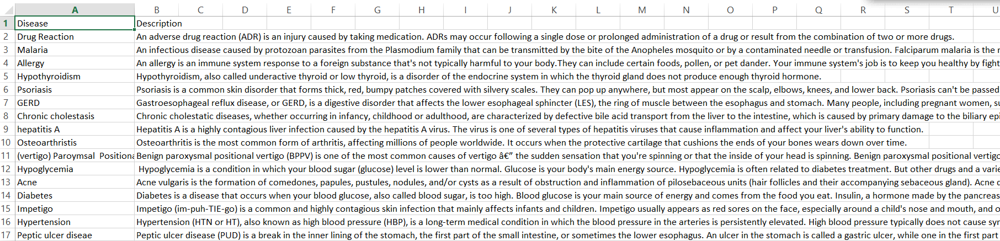 A B C D E F G H I J K L M N O P Q R S T U
1 Disease Description
2 Drug Reaction An adverse drug reaction (ADR) is an injury caused by taking medication. ADRs may occur following a single dose or prolonged administration of a drug or result from the combination of two or more drugs.
3 Malaria An infectious disease caused by protozoan parasites from the Plasmodium family that can be transmitted by the bite of the Anopheles mosquito or by a contaminated needle or transfusion. Falciparum malaria is the
4 Allergy An allergy is an immune system response to a foreign substance that's not typically harmful to your body.They can include certain foods, pollen, or pet dander. Your immune system's job is to keep you healthy by fight
5 Hypothyroidism Hypothyroidism, also called underactive thyroid or low thyroid, is a disorder of the endocrine system in which the thyroid gland does not produce enough thyroid hormone.
6 Psoriasis Psoriasis is a common skin disorder that forms thick, red, bumpy patches covered with silvery scales. They can pop up anywhere, but most appear on the scalp, elbows, knees, and lower back. Psoriasis can't be passed
7 GERD Gastroesophageal reflux disease, or GERD, is a digestive disorder that affects the lower esophageal sphincter (LES), the ring of muscle between the esophagus and stomach. Many people, including pregnant women, su
8 Chronic cholestasis Chronic cholestatic diseases, whether occurring in infancy, childhood or adulthood, are characterized by defective bile acid transport from the liver to the intestine, which is caused by primary damage to the biliary epi
9 hepatitis A Hepatitis A is a highly contagious liver infection caused by the hepatitis A virus. The virus is one of several types of hepatitis viruses that cause inflammation and affect your liver's ability to function.
10 Osteoarthristis Osteoarthritis is the most common form of arthritis, affecting millions of people worldwide. It occurs when the protective cartilage that cushions the ends of your bones wears down over time.
11 (vertigo) Paroymsal Positiona Benign paroxysmal positional vertigo (BPPV) is one of the most common causes of vertigo â€” the sudden sensation that you're spinning or that the inside of your head is spinning. Benign paroxysmal positional vertigo
12 Hypoglycemia Hypoglycemia is a condition in which your blood sugar (glucose) level is lower than normal. Glucose is your body's main energy source. Hypoglycemia is often related to diabetes treatment. But other drugs and a varie
13 Acne Acne vulgaris is the formation of comedones, papules, pustules, nodules, and/or cysts as a result of obstruction and inflammation of pilosebaceous units (hair follicles and their accompanying sebaceous gland). Acne
14 Diabetes Diabetes is a disease that occurs when your blood glucose, also called blood sugar, is too high. Blood glucose is your main source of energy and comes from the food you eat. Insulin, a hormone made by the pancreas
15 Impetigo Impetigo (im-puh-TIE-go) is a common and highly contagious skin infection that mainly affects infants and children. Impetigo usually appears as red sores on the face, especially around a child's nose and mouth, and o
16 Hypertension Hypertension (HTN or HT), also known as high blood pressure (HBP), is a long-term medical condition in which the blood pressure in the arteries is persistently elevated. High blood pressure typically does not cause syr
17 Peptic ulcer diseae Peptic ulcer disease (PUD) is a break in the inner lining of the stomach, the first part of the small intestine, or sometimes the lower esophagus. An ulcer in the stomach is called a gastric ulcer, while one in the first part